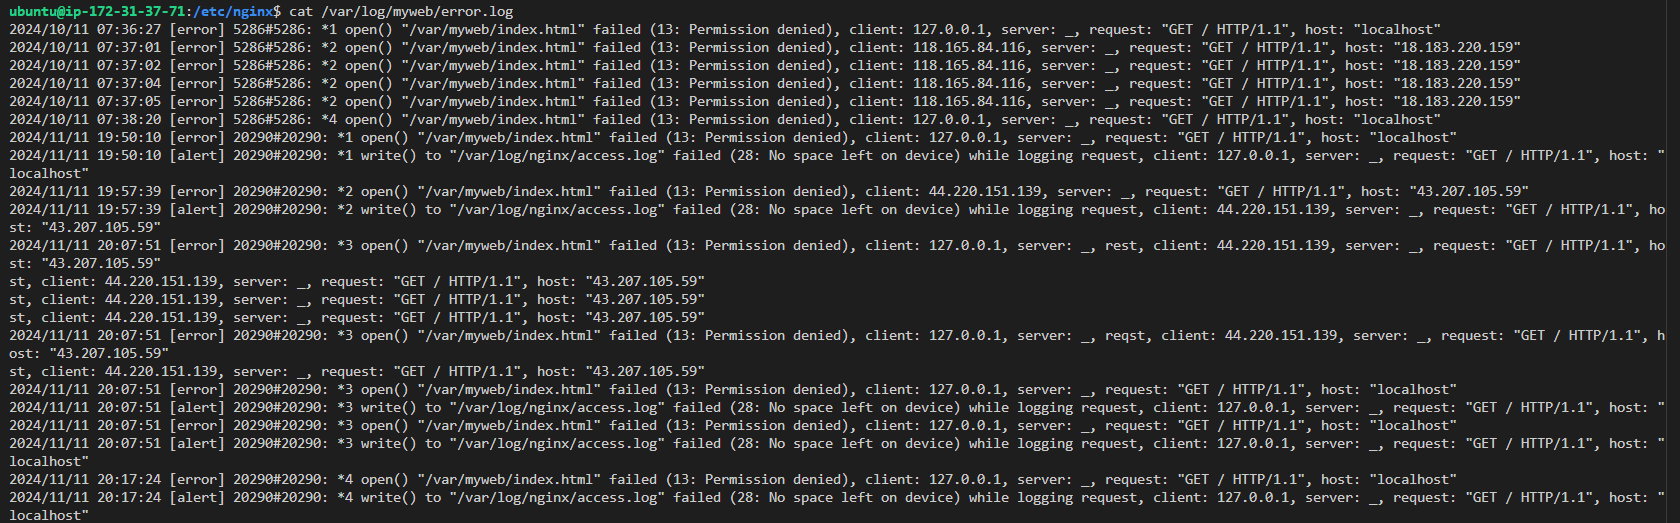 ubuntu@ip-172-31-37-71:/etc/nginx$ cat /var/log/myweb/error.log
2024/10/11 07:36:27 [error] 5286#5286: *1 open() "/var/myweb/index.html" failed (13: Permission denied), client: 127.0.0.1, server: _, request: "GET / HTTP/1.1", host: "localhost"
2024/10/11 07:37:01 [error] 5286#5286: *2 open() "/var/myweb/index.html" failed (13: Permission denied), client: 118.165.84.116, server: _, request: "GET / HTTP/1.1", host: "18.183.220.159"
2024/10/11 07:37:02 [error] 5286#5286: *2 open() "/var/myweb/index.html" failed (13: Permission denied), client: 118.165.84.116, server: _, request: "GET / HTTP/1.1", host: "18.183.220.159"
2024/10/11 07:37:04 [error] 5286#5286: *2 open() "/var/myweb/index.html" failed (13: Permission denied), client: 118.165.84.116, server: _, request: "GET / HTTP/1.1", host: "18.183.220.159"
2024/10/11 07:37:05 [error] 5286#5286: *2 open() "/var/myweb/index.html" failed (13: Permission denied), client: 118.165.84.116, server: _, request: "GET / HTTP/1.1", host: "18.183.220.159"
2024/10/11 07:38:20 [error] 5286#5286: *4 open() "/var/myweb/index.html" failed (13: Permission denied), client: 127.0.0.1, server: _, request: "GET / HTTP/1.1", host: "localhost"
2024/11/11 19:50:10 [error] 20290#20290: *1 open() "/var/myweb/index.html" failed (13: Permission denied), client: 127.0.0.1, server: _, request: "GET / HTTP/1.1", host: "localhost"
2024/11/11 19:50:10 [alert] 20290#20290: *1 write() to "/var/log/nginx/access.log" failed (28: No space left on device) while logging request, client: 127.0.0.1, server: _, request: "GET / HTTP/1.1", host: "
localhost"
2024/11/11 19:57:39 [error] 20290#20290: *2 open() "/var/myweb/index.html" failed (13: Permission denied), client: 44.220.151.139, server: _, request: "GET / HTTP/1.1", host: "43.207.105.59"
2024/11/11 19:57:39 [alert] 20290#20290: *2 write() to "/var/log/nginx/access.log" failed (28: No space left on device) while logging request, client: 44.220.151.139, server: _, request: "GET / HTTP/1.1", ho
st: "43.207.105.59"
2024/11/11 20:07:51 [error] 20290#20290: *3 open() "/var/myweb/index.html" failed (13: Permission denied), client: 127.0.0.1, server: _, rest, client: 44.220.151.139, server: _, request: "GET / HTTP/1.1", ho
st: "43.207.105.59"
st, client: 44.220.151.139, server: _, request: "GET / HTTP/1.1", host: "43.207.105.59"
st, client: 44.220.151.139, server: _, request: "GET / HTTP/1.1", host: "43.207.105.59"
st, client: 44.220.151.139, server: _, request: "GET / HTTP/1.1", host: "43.207.105.59"
2024/11/11 20:07:51 [error] 20290#20290: *3 open() "/var/myweb/index.html" failed (13: Permission denied), client: 127.0.0.1, server: _, reqst, client: 44.220.151.139, server: _, request: "GET / HTTP/1.1", h
ost: "43.207.105.59"
st, client: 44.220.151.139, server: _, request: "GET / HTTP/1.1", host: "43.207.105.59"
2024/11/11 20:07:51 [error] 20290#20290: *3 open() "/var/myweb/index.html" failed (13: Permission denied), client: 127.0.0.1, server: _, request: "GET / HTTP/1.1", host: "localhost"
2024/11/11 20:07:51 [alert] 20290#20290: *3 write() to "/var/log/nginx/access.log" failed (28: No space left on device) while logging request, client: 127.0.0.1, server: _, request: "GET / HTTP/1.1", host: "
2024/11/11 20:07:51 [error] 20290#20290: *3 open() "/var/myweb/index.html" failed (13: Permission denied), client: 127.0.0.1, server: _, request: "GET / HTTP/1.1", host: "localhost"
2024/11/11 20:07:51 [alert] 20290#20290: *3 write() to "/var/log/nginx/access.log" failed (28: No space left on device) while logging request, client: 127.0.0.1, server: _, request: "GET / HTTP/1.1", host: "
localhost"
2024/11/11 20:17:24 [error] 20290#20290: *4 open() "/var/myweb/index.html" failed (13: Permission denied), client: 127.0.0.1, server: _, request: "GET / HTTP/1.1", host: "localhost"
2024/11/11 20:17:24 [alert] 20290#20290: *4 write() to "/var/log/nginx/access.log" failed (28: No space left on device) while logging request, client: 127.0.0.1, server: _, request: "GET / HTTP/1.1", host: "
localhost"